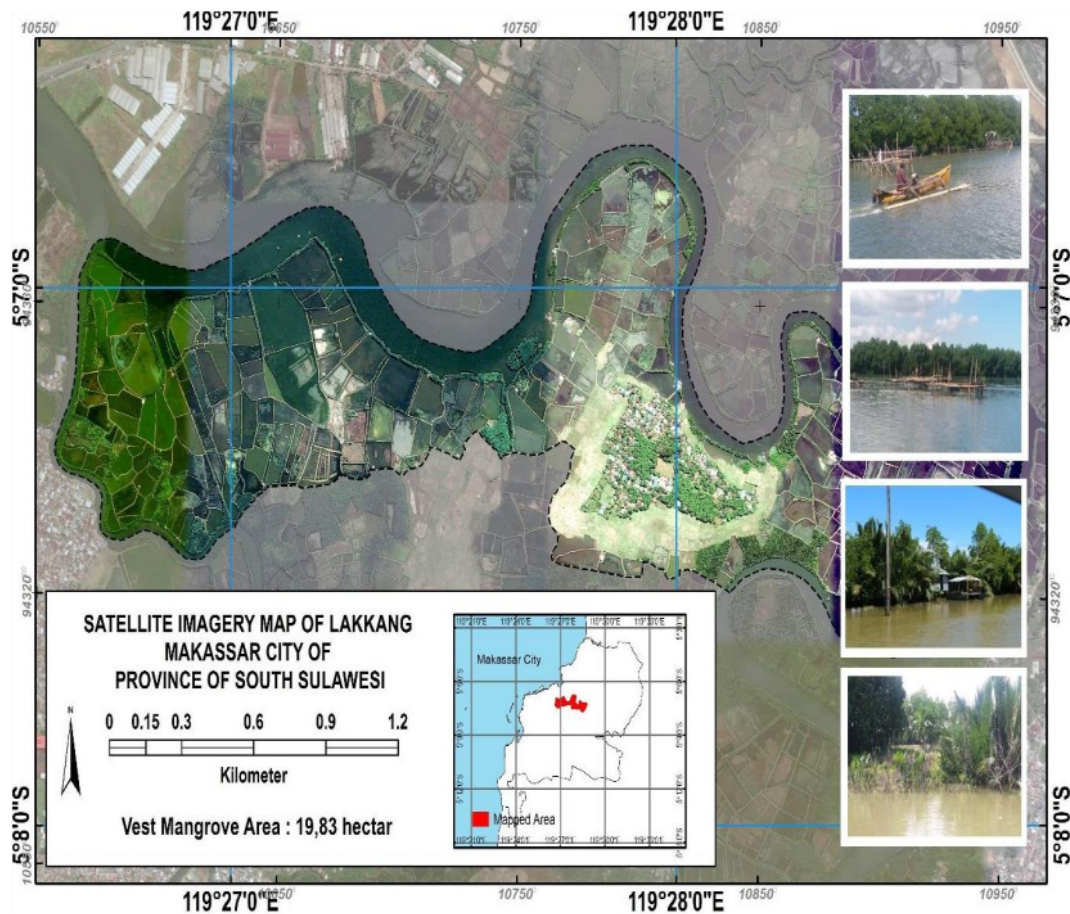 119°27'0"E
119°28'0"E
10550
10650
10750
10850
10950
5°7'0"S
5°7'0"S
94320
94320
SATELLITE IMAGERY MAP OF LAKKANG
MAKASSAR CITY OF
PROVINCE OF SOUTH SULAWESI
N
0 0.15 0.3 0.6 0.9 1.2
Kilometer
Vest Mangrove Area : 19,83 hectar
Makassar City
Mapped Area
5°8'0"S
5°8'0"S
10750
10850
10950
119°27'0"E
119°28'0"E